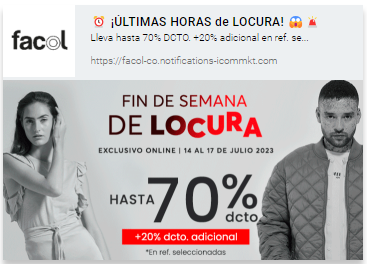 facol
⏰ ¡ÚLTIMAS HORAS de LOCURA! 😱🚨
Lleva hasta 70% DCTO. +20% adicional en ref. se...
https://facol-co.notifications-icommkt.com
FIN DE SEMANA
DE LOCURA
EXCLUSIVO ONLINE | 14 AL 17 DE JULIO 2023
HASTA 70% dcto.
+20% dcto. adicional
*En ref. seleccionadas